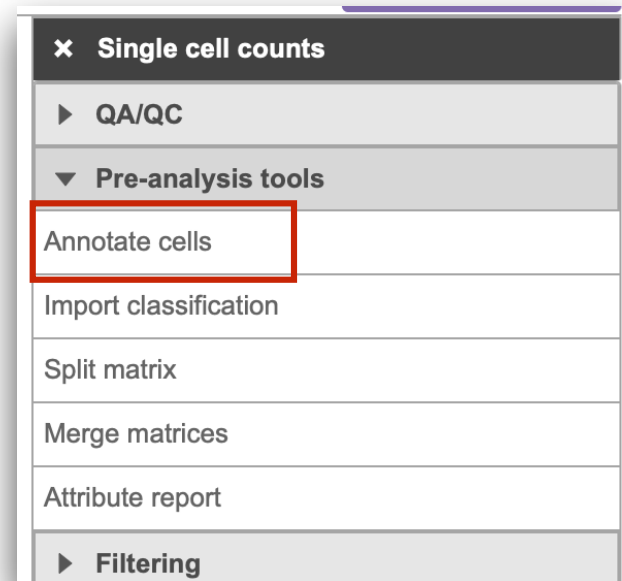 × Single cell counts
QA/QC
Pre-analysis tools
Annotate cells
Import classification
Split matrix
Merge matrices
Attribute report
Filtering